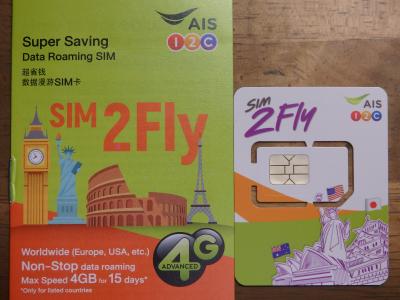 AIS
12C
Super Saving
Data Roaming SIM
超省钱
数据漫游SIM卡
SIM 2Fly
Worldwide (Europe, USA, etc.)
Non-Stop data roaming
Max Speed 4GB for 15 days*
*Only for listed countries
4G
ADVANCED
SIM
2Fly
AIS
12C